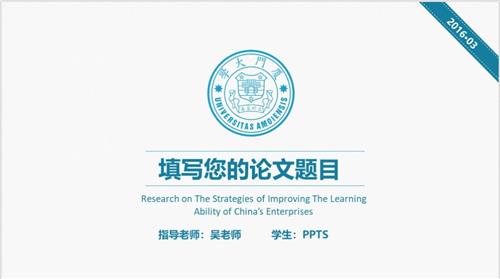 2016-03
學大門廈
UNIVERSITAS AMOIENSIS
填写您的论文题目
Research on The Strategies of Improving The Learning
Ability of China's Enterprises
指导老师：吴老师 学生：PPTS